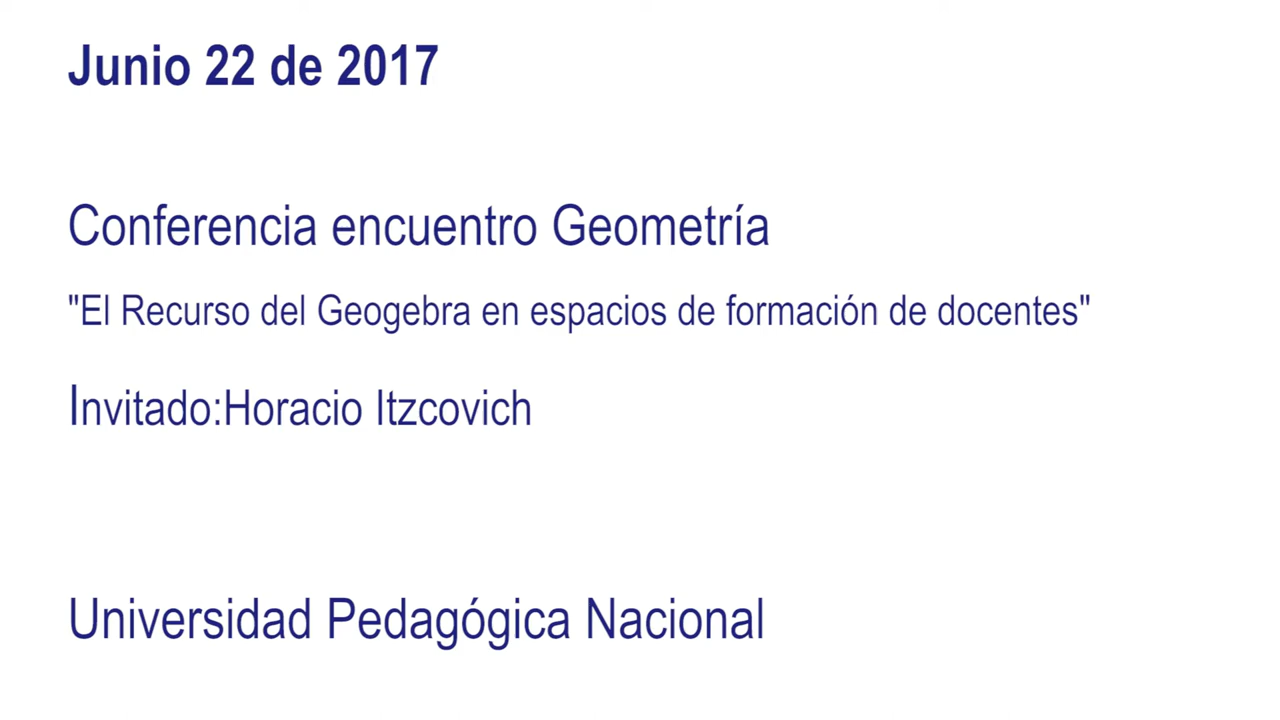 Junio 22 de 2017
Conferencia encuentro Geometría
"El Recurso del Geogebra en espacios de formación de docentes"
Invitado:Horacio Itzcovich
Universidad Pedagógica Nacional